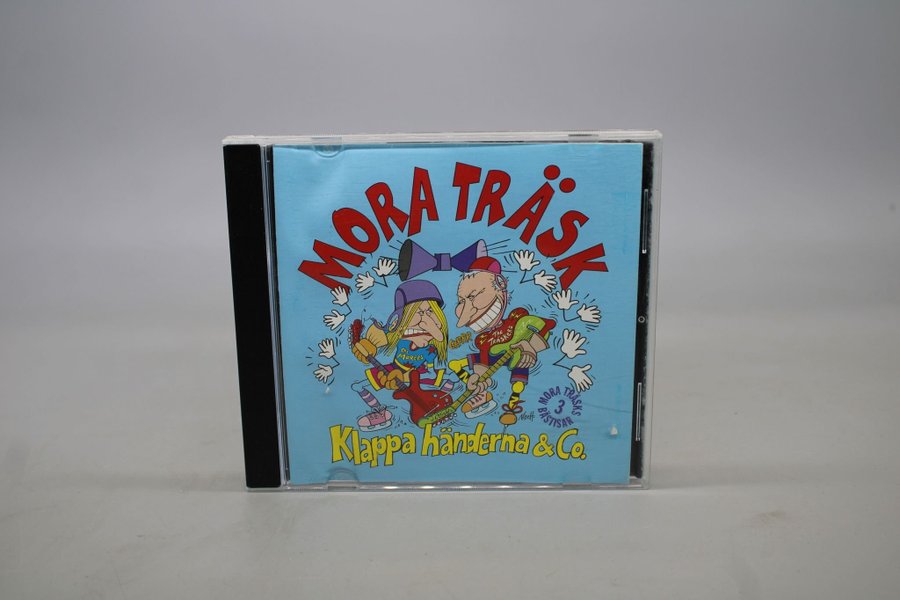 MORA TRÄSK
MORA TRÄSKS
3
BÄSTISAR
Klappa händerna & Co.